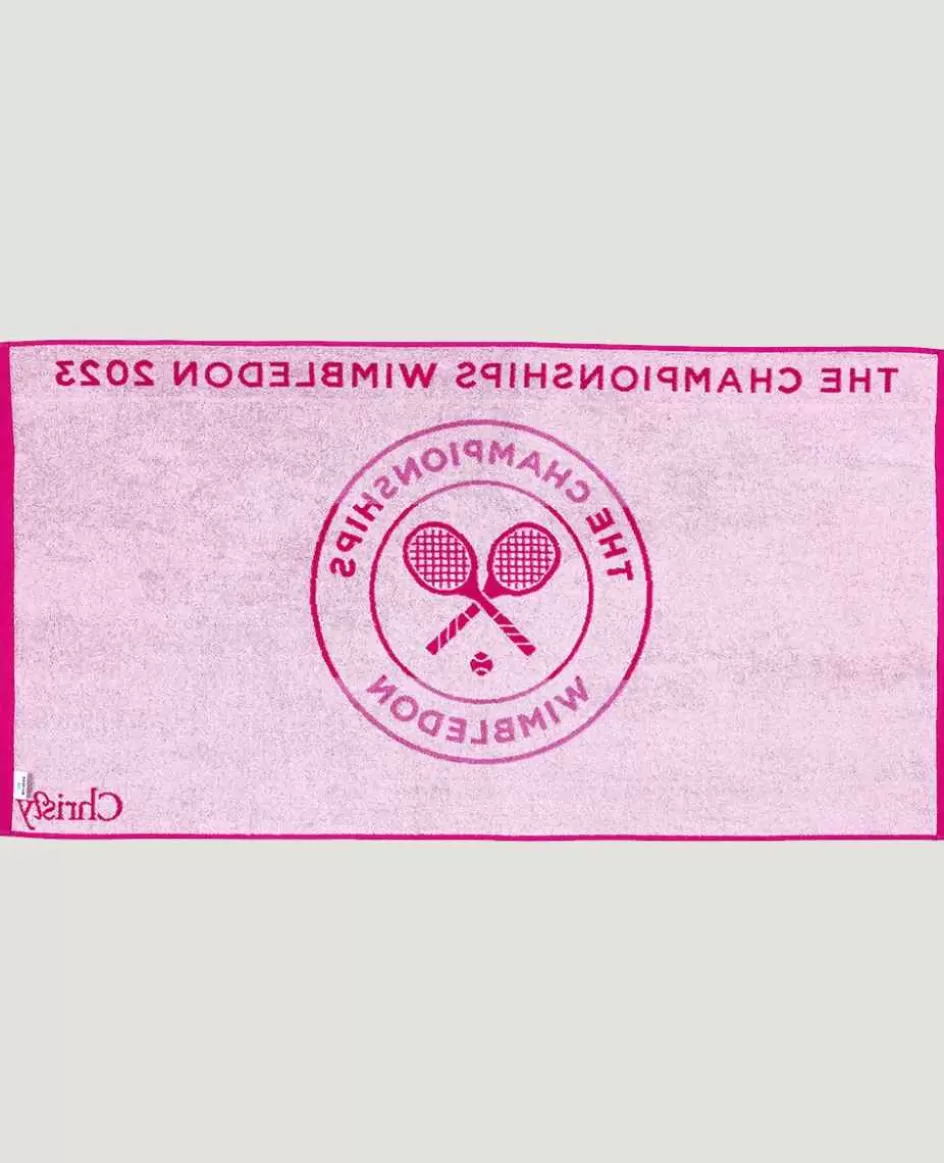 THE CHAMPIONSHIPS WIMBLEDON 2023
THE CHAMPIONSHIPS
WIMBLEDON
Christy